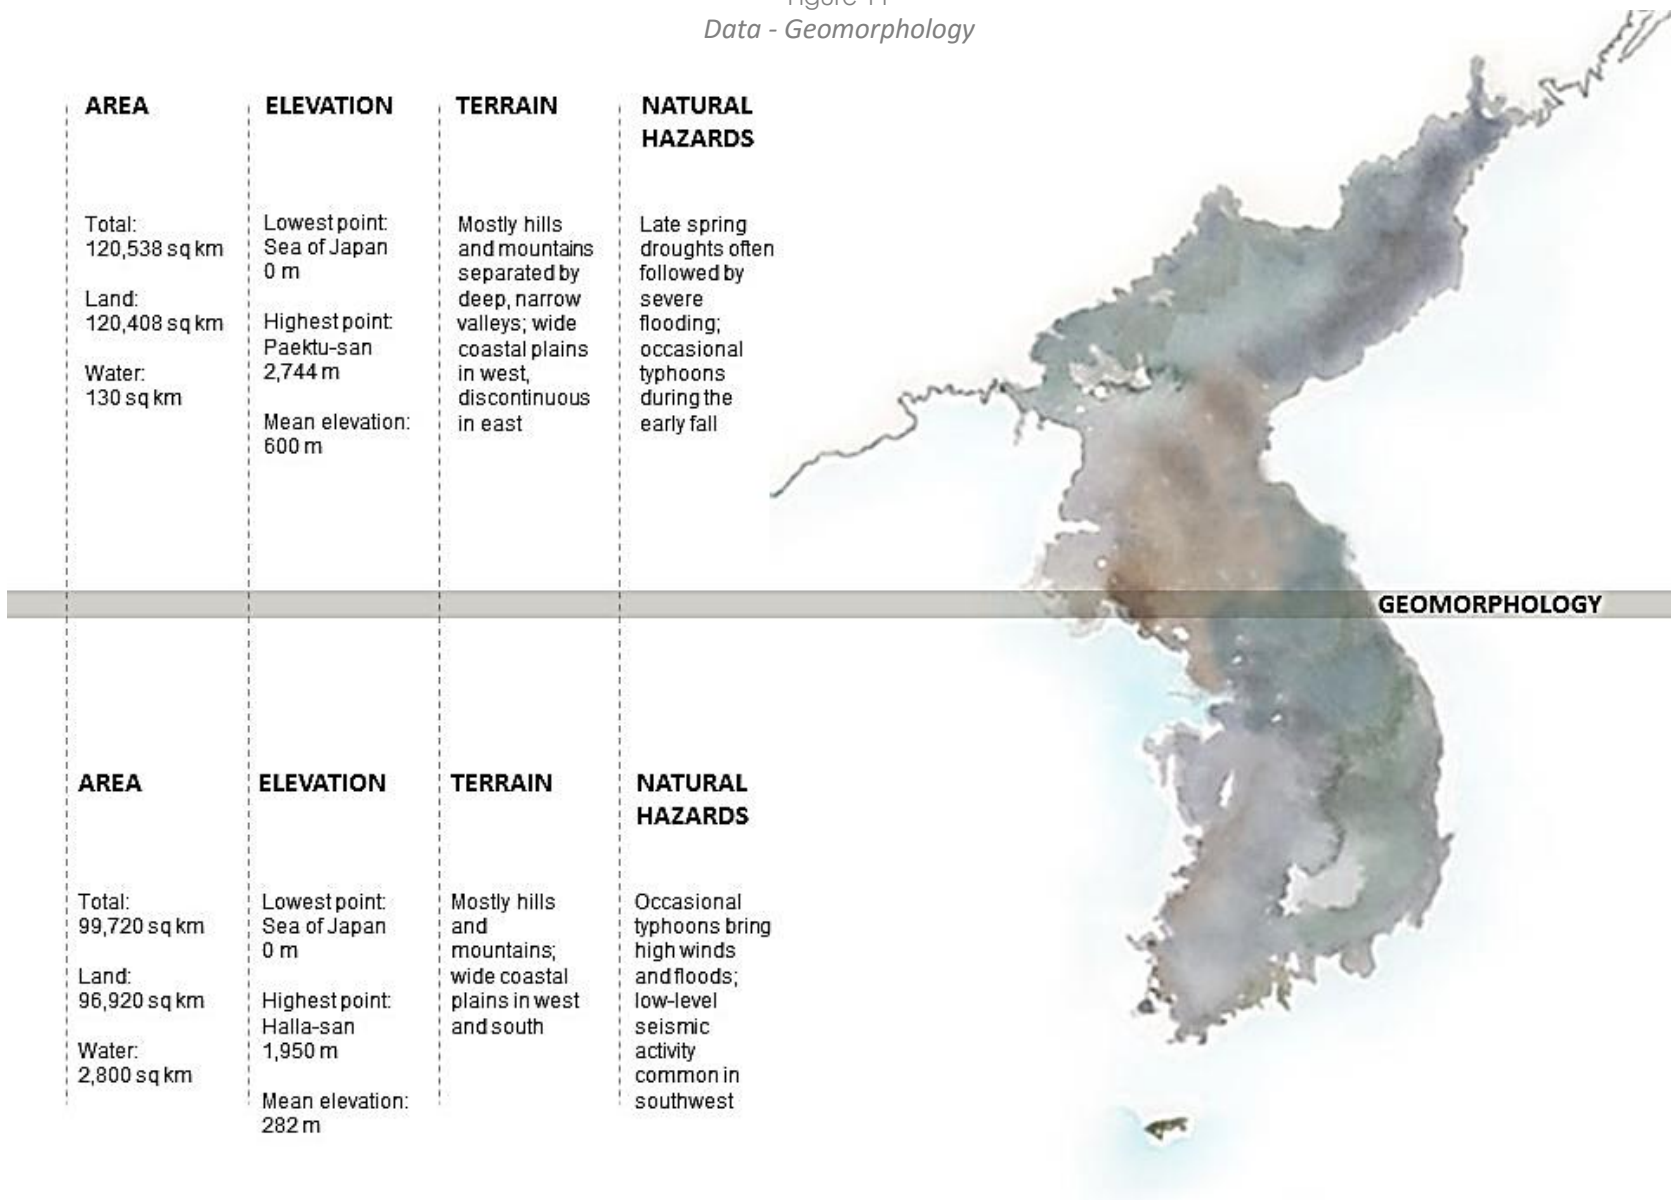 Data - Geomorphology
AREA
Total:
120,538 sq km
Land:
120,408 sq km
Water:
130 sq km
ELEVATION
Lowest point:
Sea of Japan
0 m
Highest point:
Paektu-san
2,744 m
Mean elevation:
600 m
TERRAIN
Mostly hills
and mountains
separated by
deep, narrow
valleys; wide
coastal plains
in west,
discontinuous
in east
NATURAL
HAZARDS
Late spring
droughts often
followed by
severe
flooding;
occasional
typhoons
during the
early fall
GEOMORPHOLOGY
AREA
Total:
99,720 sq km
Land:
96,920 sq km
Water:
2,800 sq km
ELEVATION
Lowest point:
Sea of Japan
0 m
Highest point:
Halla-san
1,950 m
Mean elevation:
282 m
TERRAIN
Mostly hills
and
mountains;
wide coastal
plains in west
and south
NATURAL
HAZARDS
Occasional
typhoons bring
high winds
and floods;
low-level
seismic
activity
common in
southwest